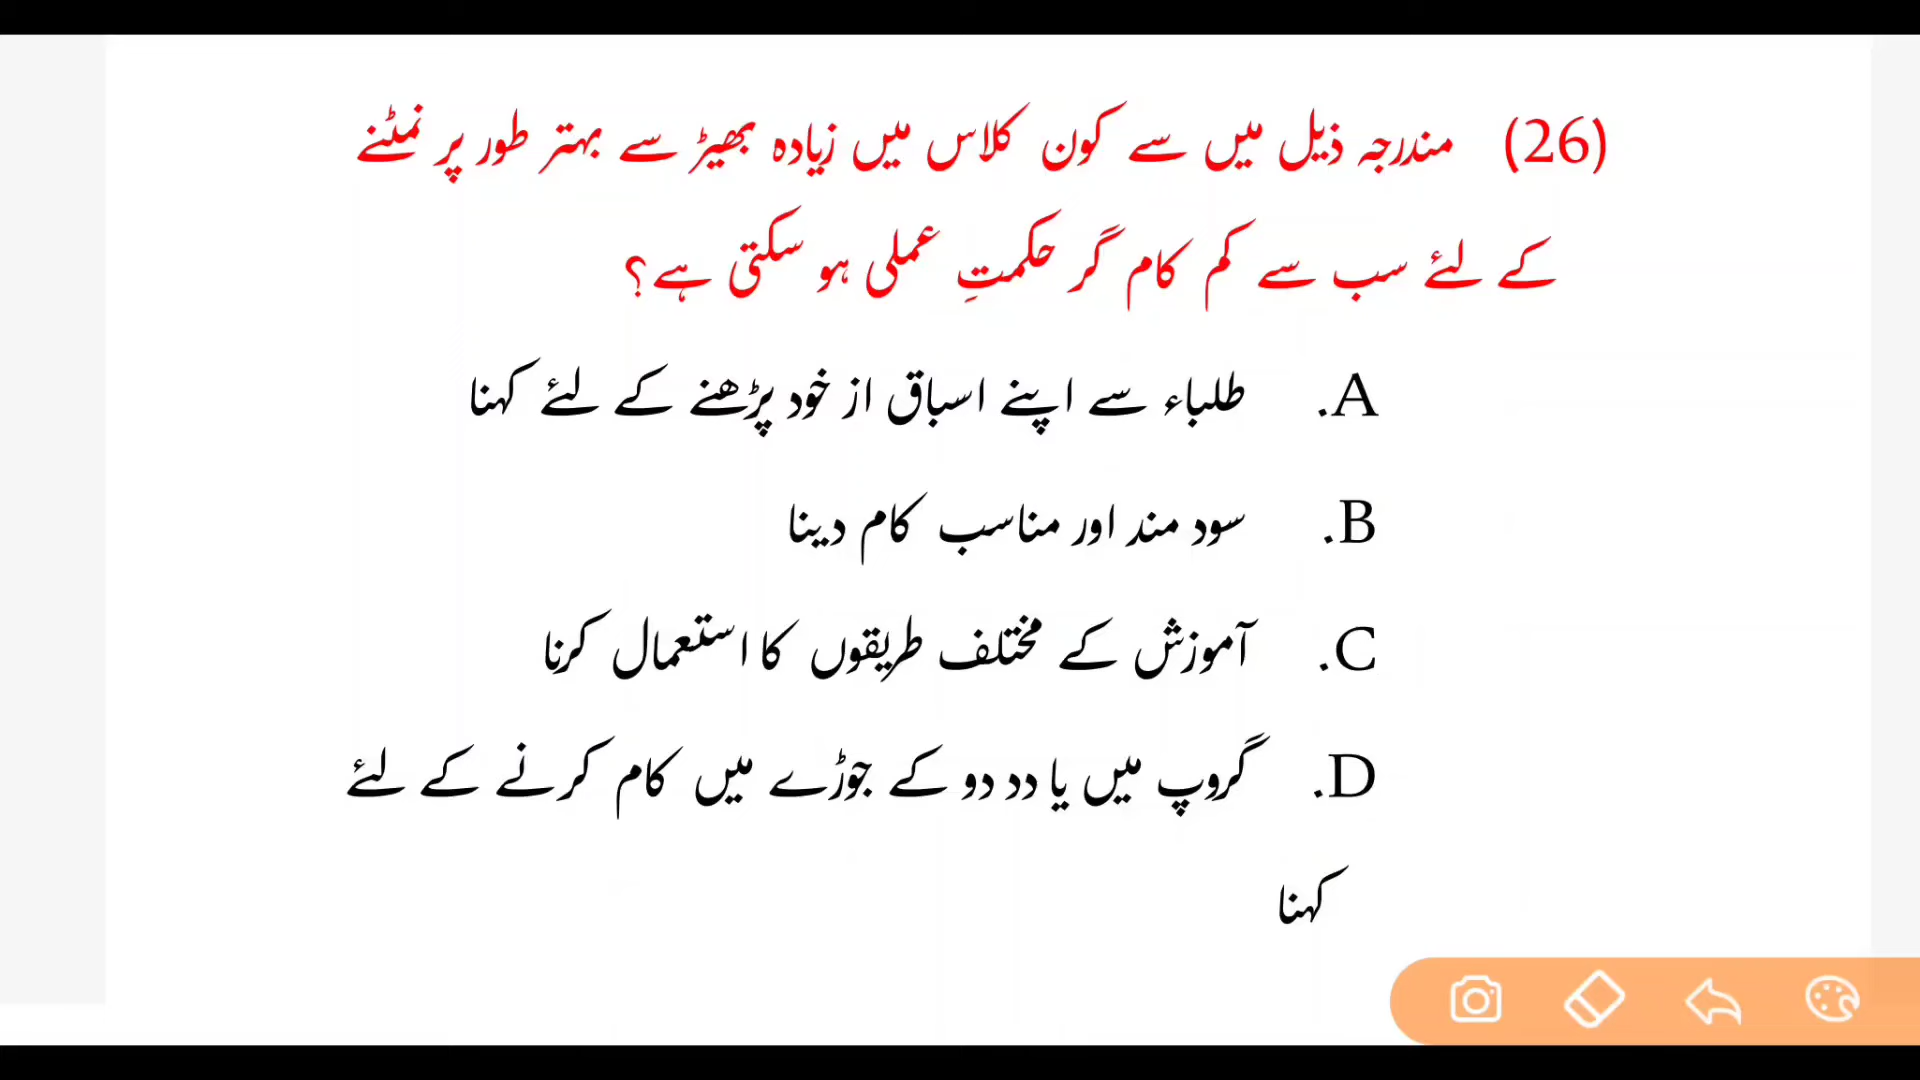 (26) مندرجہ ذیل میں سے کون کلاس میں زیادہ بھیڑ سے بہتر طور پر نمٹنے
کے لئے سب سے کم کام گر حکمتِ عملی ہو سکتی ہے؟
A. طلباء سے اپنے اسباق از خود پڑھنے کے لئے کہنا
B. سود مند اور مناسب کام دینا
C. آموزش کے مختلف طریقوں کا استعمال کرنا
D. گروپ میں یا دد دو کے جوڑے میں کام کرنے کے لئے
کہنا